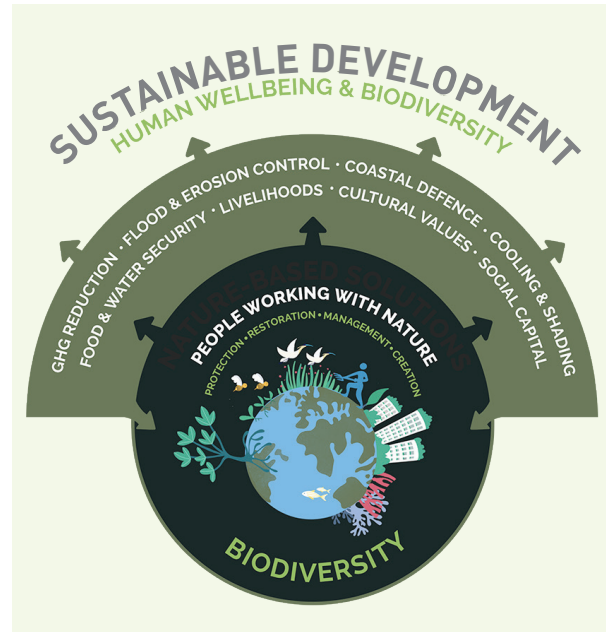 SUSTAINABLE DEVELOPMENT
HUMAN WELLBEING & BIODIVERSITY
GHG REDUCTION · FLOOD & EROSION CONTROL · COASTAL DEFENCE · COOLING & SHADING
FOOD & WATER SECURITY · LIVELIHOODS · CULTURAL VALUES · SOCIAL CAPITAL
NATURE-BASED SOLUTIONS
PEOPLE WORKING WITH NATURE
PROTECTION • RESTORATION • MANAGEMENT • CREATION
BIODIVERSITY